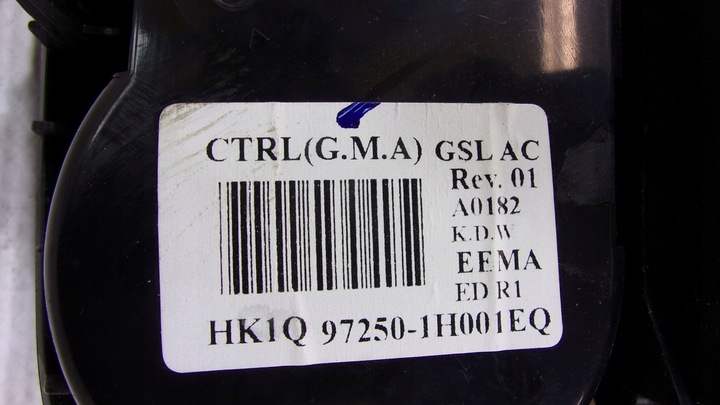 CTRL(G.M.A) GSL AC
Rev. 01
A0182
K.D.W
EEMA
ED R1
HK1Q 97250-1H001EQ